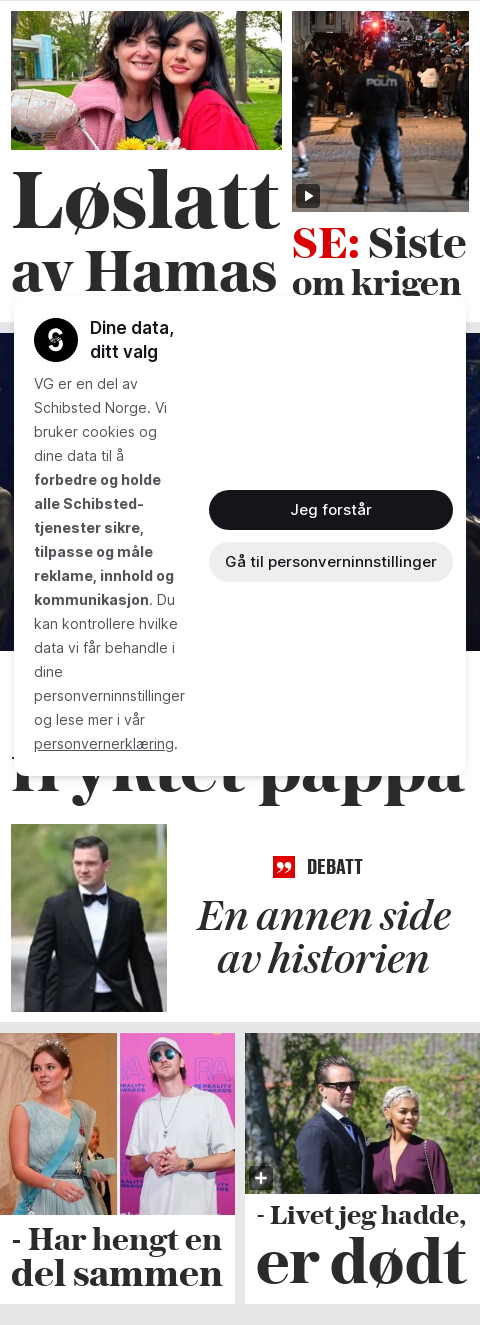 POLITI
Løslatt
av Hamas
SE: Siste
om krigen
Dine data,
ditt valg
VG er en del av
Schibsted Norge. Vi
bruker cookies og
dine data til å
forbedre og holde
alle Schibsted-
tjenester sikre,
tilpasse og måle
reklame, innhold og
kommunikasjon. Du
kan kontrollere hvilke
data vi får behandle i
dine
personverninnstillinger
og lese mer i vår
personvernerklæring.
Jeg forstår
Gå til personverninnstillinger
pappa
DEBATT
En annen side
av historien
REALITY
AWARDS
- Har hengt en
del sammen
- Livet jeg hadde,
er dødt